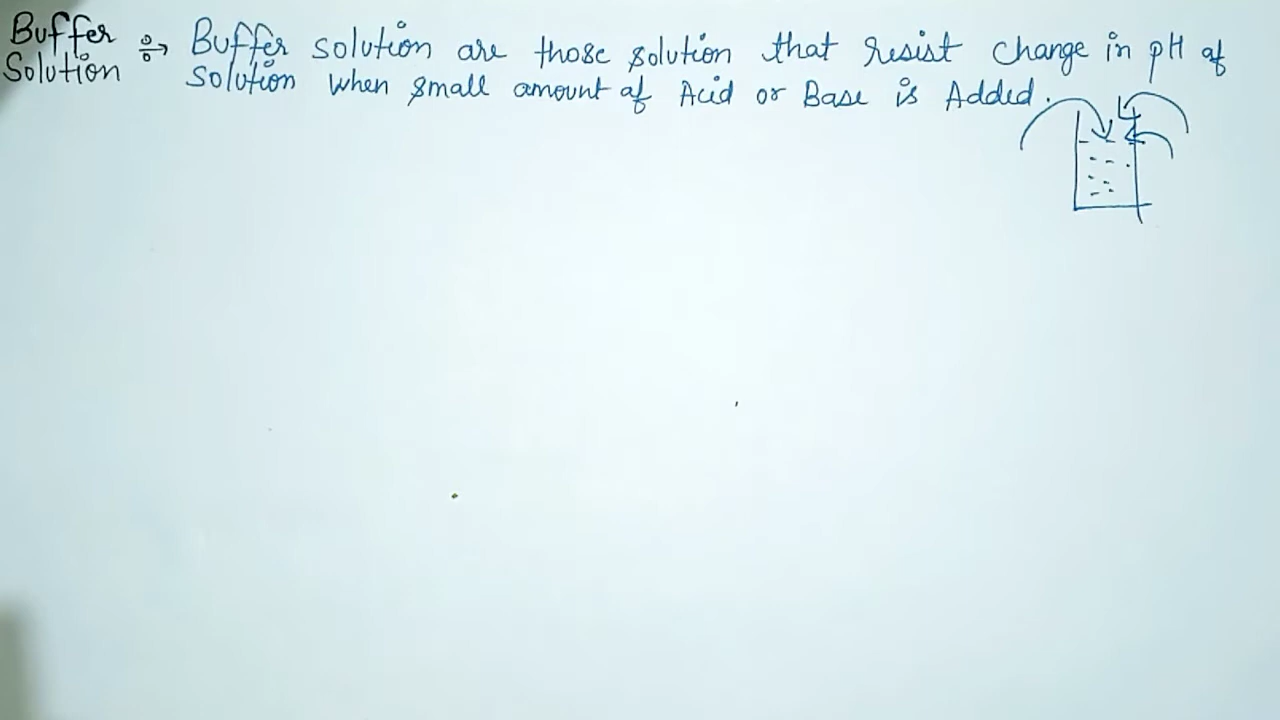 Buffer Solution ÷→ Buffer solution are those solution that resist change in pH of
solution when small amount of Acid or Base is Added.